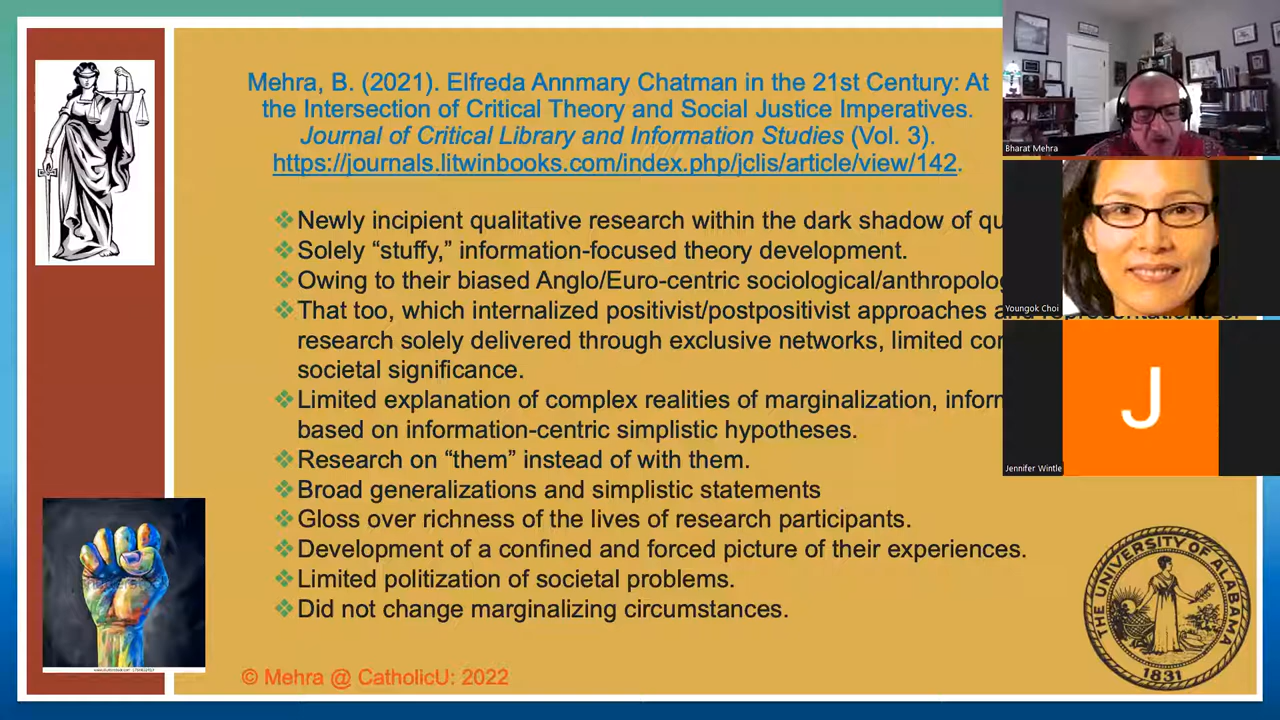 Mehra, B. (2021). Elfreda Annmary Chatman in the 21st Century: At
the Intersection of Critical Theory and Social Justice Imperatives.
Journal of Critical Library and Information Studies (Vol. 3).
https://journals.litwinbooks.com/index.php/jclis/article/view/142.
❖Newly incipient qualitative research within the dark shadow of
❖Solely “stuffy,” information-focused theory development.
❖Owing to their biased Anglo/Euro-centric
❖That too, which internalized positivist/postpositivist approaches and representations of
research solely delivered through exclusive networks, limited
societal significance.
❖Limited explanation of complex realities of marginalization,
based on information-centric simplistic hypotheses.
❖Research on “them” instead of with them.
❖Broad generalizations and simplistic statements
❖Gloss over richness of the lives of research participants.
❖Development of a confined and forced picture of their experiences.
❖Limited politization of societal problems.
❖Did not change marginalizing circumstances.
© Mehra @ CatholicU: 2022
Bharat Mehra
Youngok Choi
J
Jennifer Wintle
THE UNIVERSITY OF ALABAMA
1831